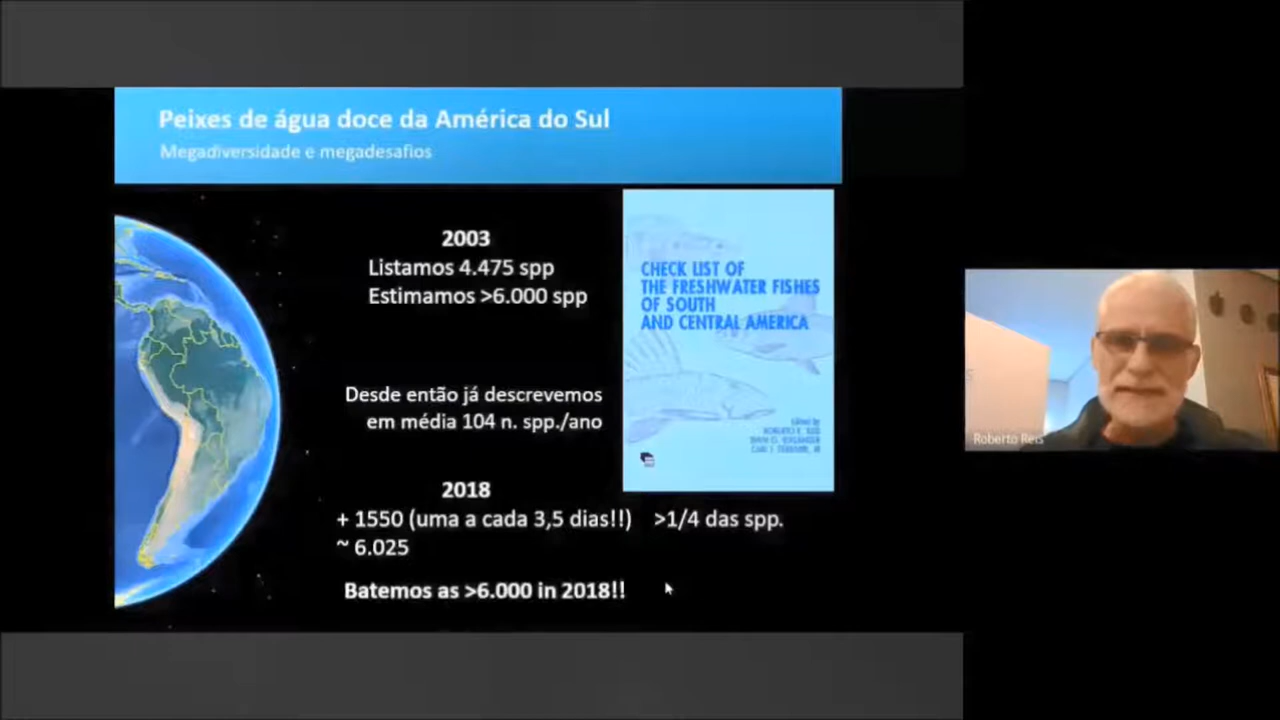 Peixes de água doce da América do Sul
Megadiversidade e megadesafios
2003
Listamos 4.475 spp
Estimamos >6.000 spp
Desde então já descrevemos
em média 104 n. spp./ano
2018
+ 1550 (uma a cada 3,5 dias!!) >1/4 das spp.
~ 6.025
Batemos as >6.000 in 2018!!
CHECK LIST OF
THE FRESHWATER FISHES
OF SOUTH
AND CENTRAL AMERICA
Edited by
Roberto Reis